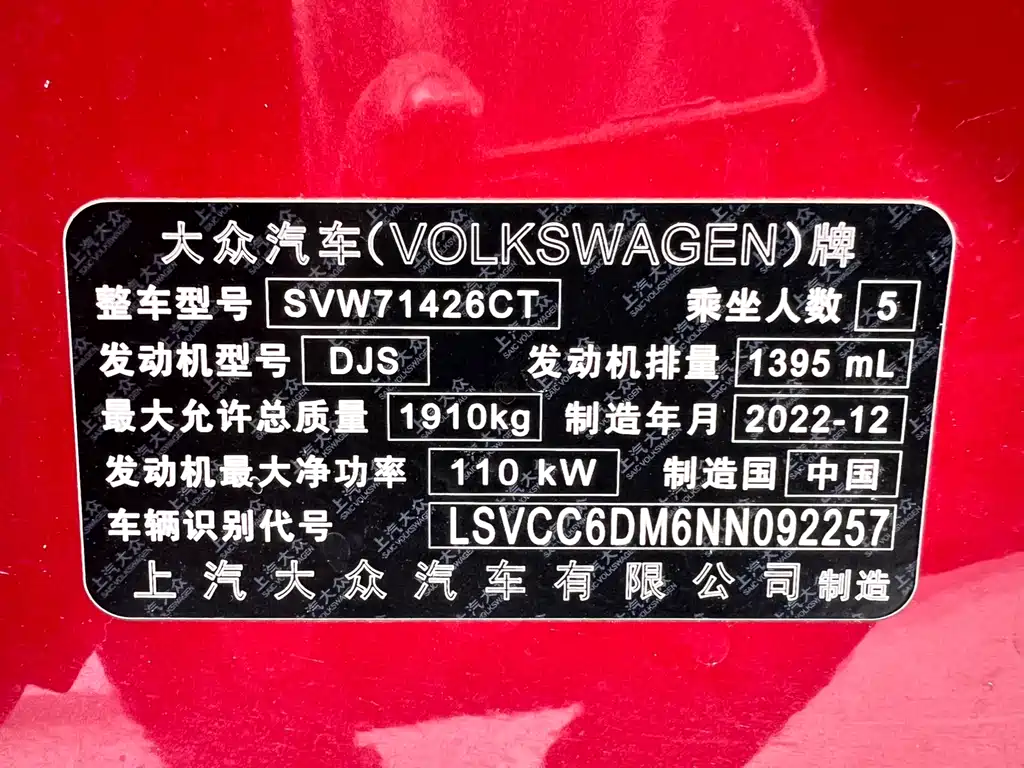 大众汽车(VOLKSWAGEN)牌
整车型号 SVW71426CT 乘坐人数 5
发动机型号 DJS 发动机排量 1395 mL
最大允许总质量 1910kg 制造年月 2022-12
发动机最大净功率 110 kW 制造国 中国
车辆识别代号 LSVCC6DM6NN092257
上汽大众汽车有限公司 制造